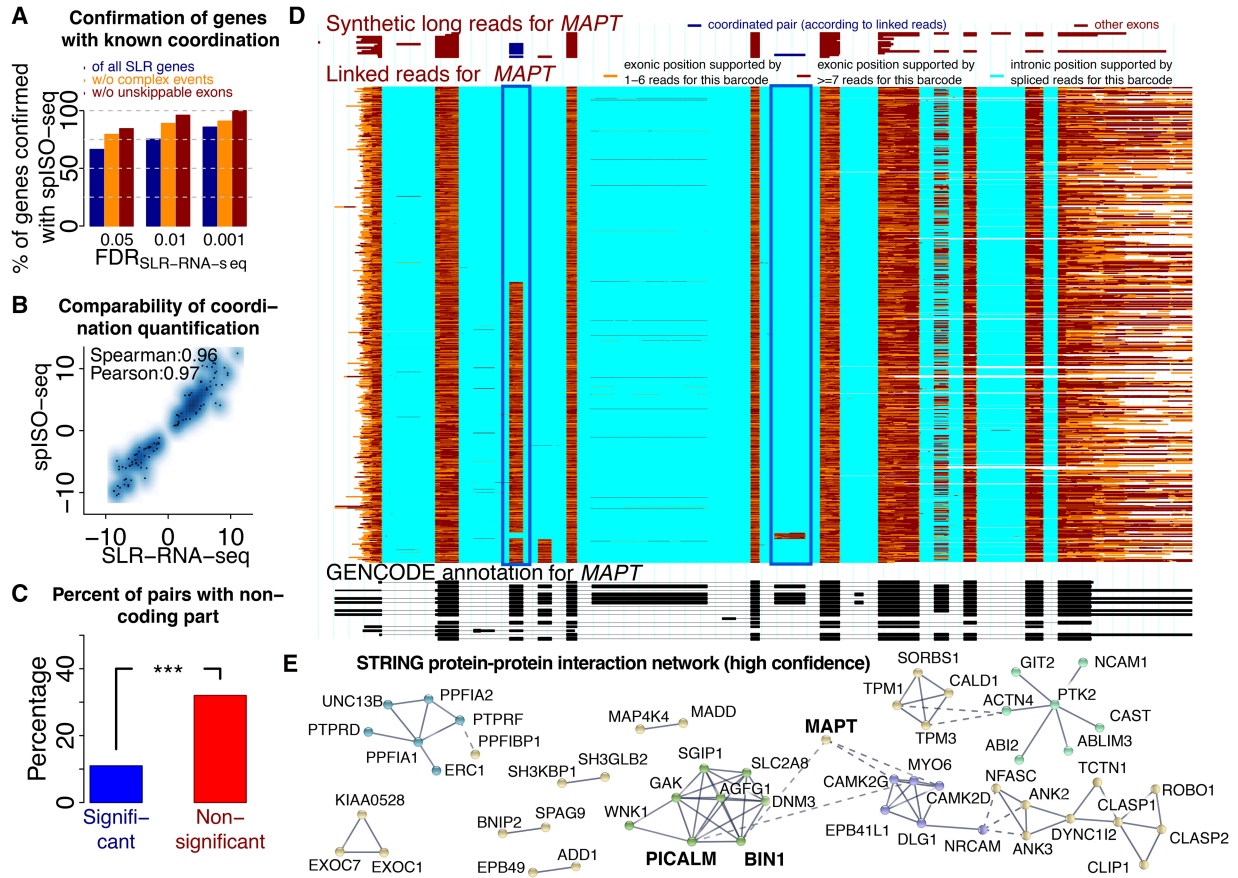 A
Confirmation of genes
with known coordination
of all SLR genes
w/o complex events
w/o unskippable exons
% of genes confirmed
with spISO−seq
0
50
100
0.05
0.01
0.001
FDR SLR−RNA−seq
B
Comparability of coordi−
nation quantification
Spearman:0.96
Pearson:0.97
spISO−seq
−10
0
10
−10
0
10
SLR−RNA−seq
C
Percent of pairs with non−
coding part
***
Percentage
0
20
40
Signifi−
cant
Non−
significant
D
Synthetic long reads for MAPT
coordinated pair (according to linked reads)
other exons
Linked reads for MAPT
exonic position supported by
1−6 reads for this barcode
exonic position supported by
>=7 reads for this barcode
intronic position supported by
spliced reads for this barcode
GENCODE annotation for MAPT
E
STRING protein-protein interaction network (high confidence)
UNC13B
PPFIA2
PTPRD
PTPRF
PPFIBP1
PPFIA1
ERC1
KIAA0528
EXOC7
EXOC1
MAP4K4
MADD
SH3KBP1
SH3GLB2
BNIP2
SPAG9
EPB49
ADD1
SGIP1
SLC2A8
GAK
AGFG1
DNM3
WNK1
PICALM
BIN1
MAPT
CAMK2G
MYO6
CAMK2D
EPB41L1
DLG1
NRCAM
SORBS1
TPM1
CALD1
TPM3
GIT2
NCAM1
ACTN4
PTK2
CAST
ABI2
ABLIM3
NFASC
ANK2
ANK3
TCTN1
DYNC1I2
CLASP1
ROBO1
CLASP2
CLIP1